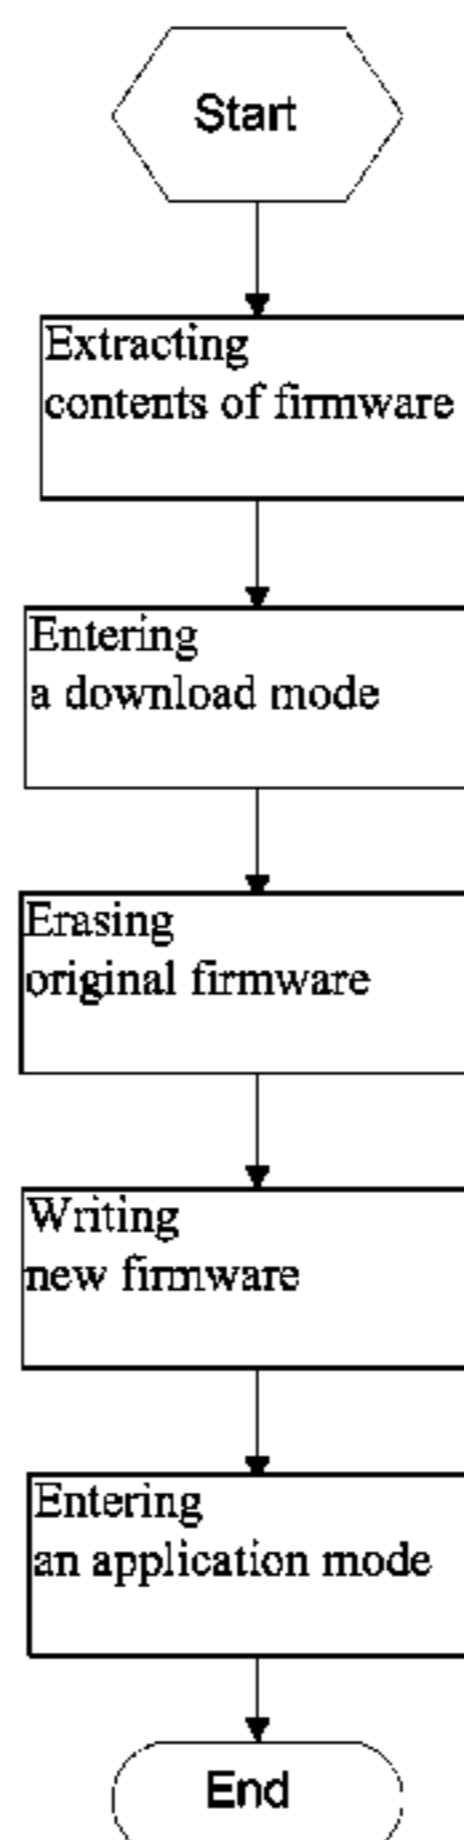 Start
Extracting
contents of firmware
Entering
a download mode
Erasing
original firmware
Writing
new firmware
Entering
an application mode
End